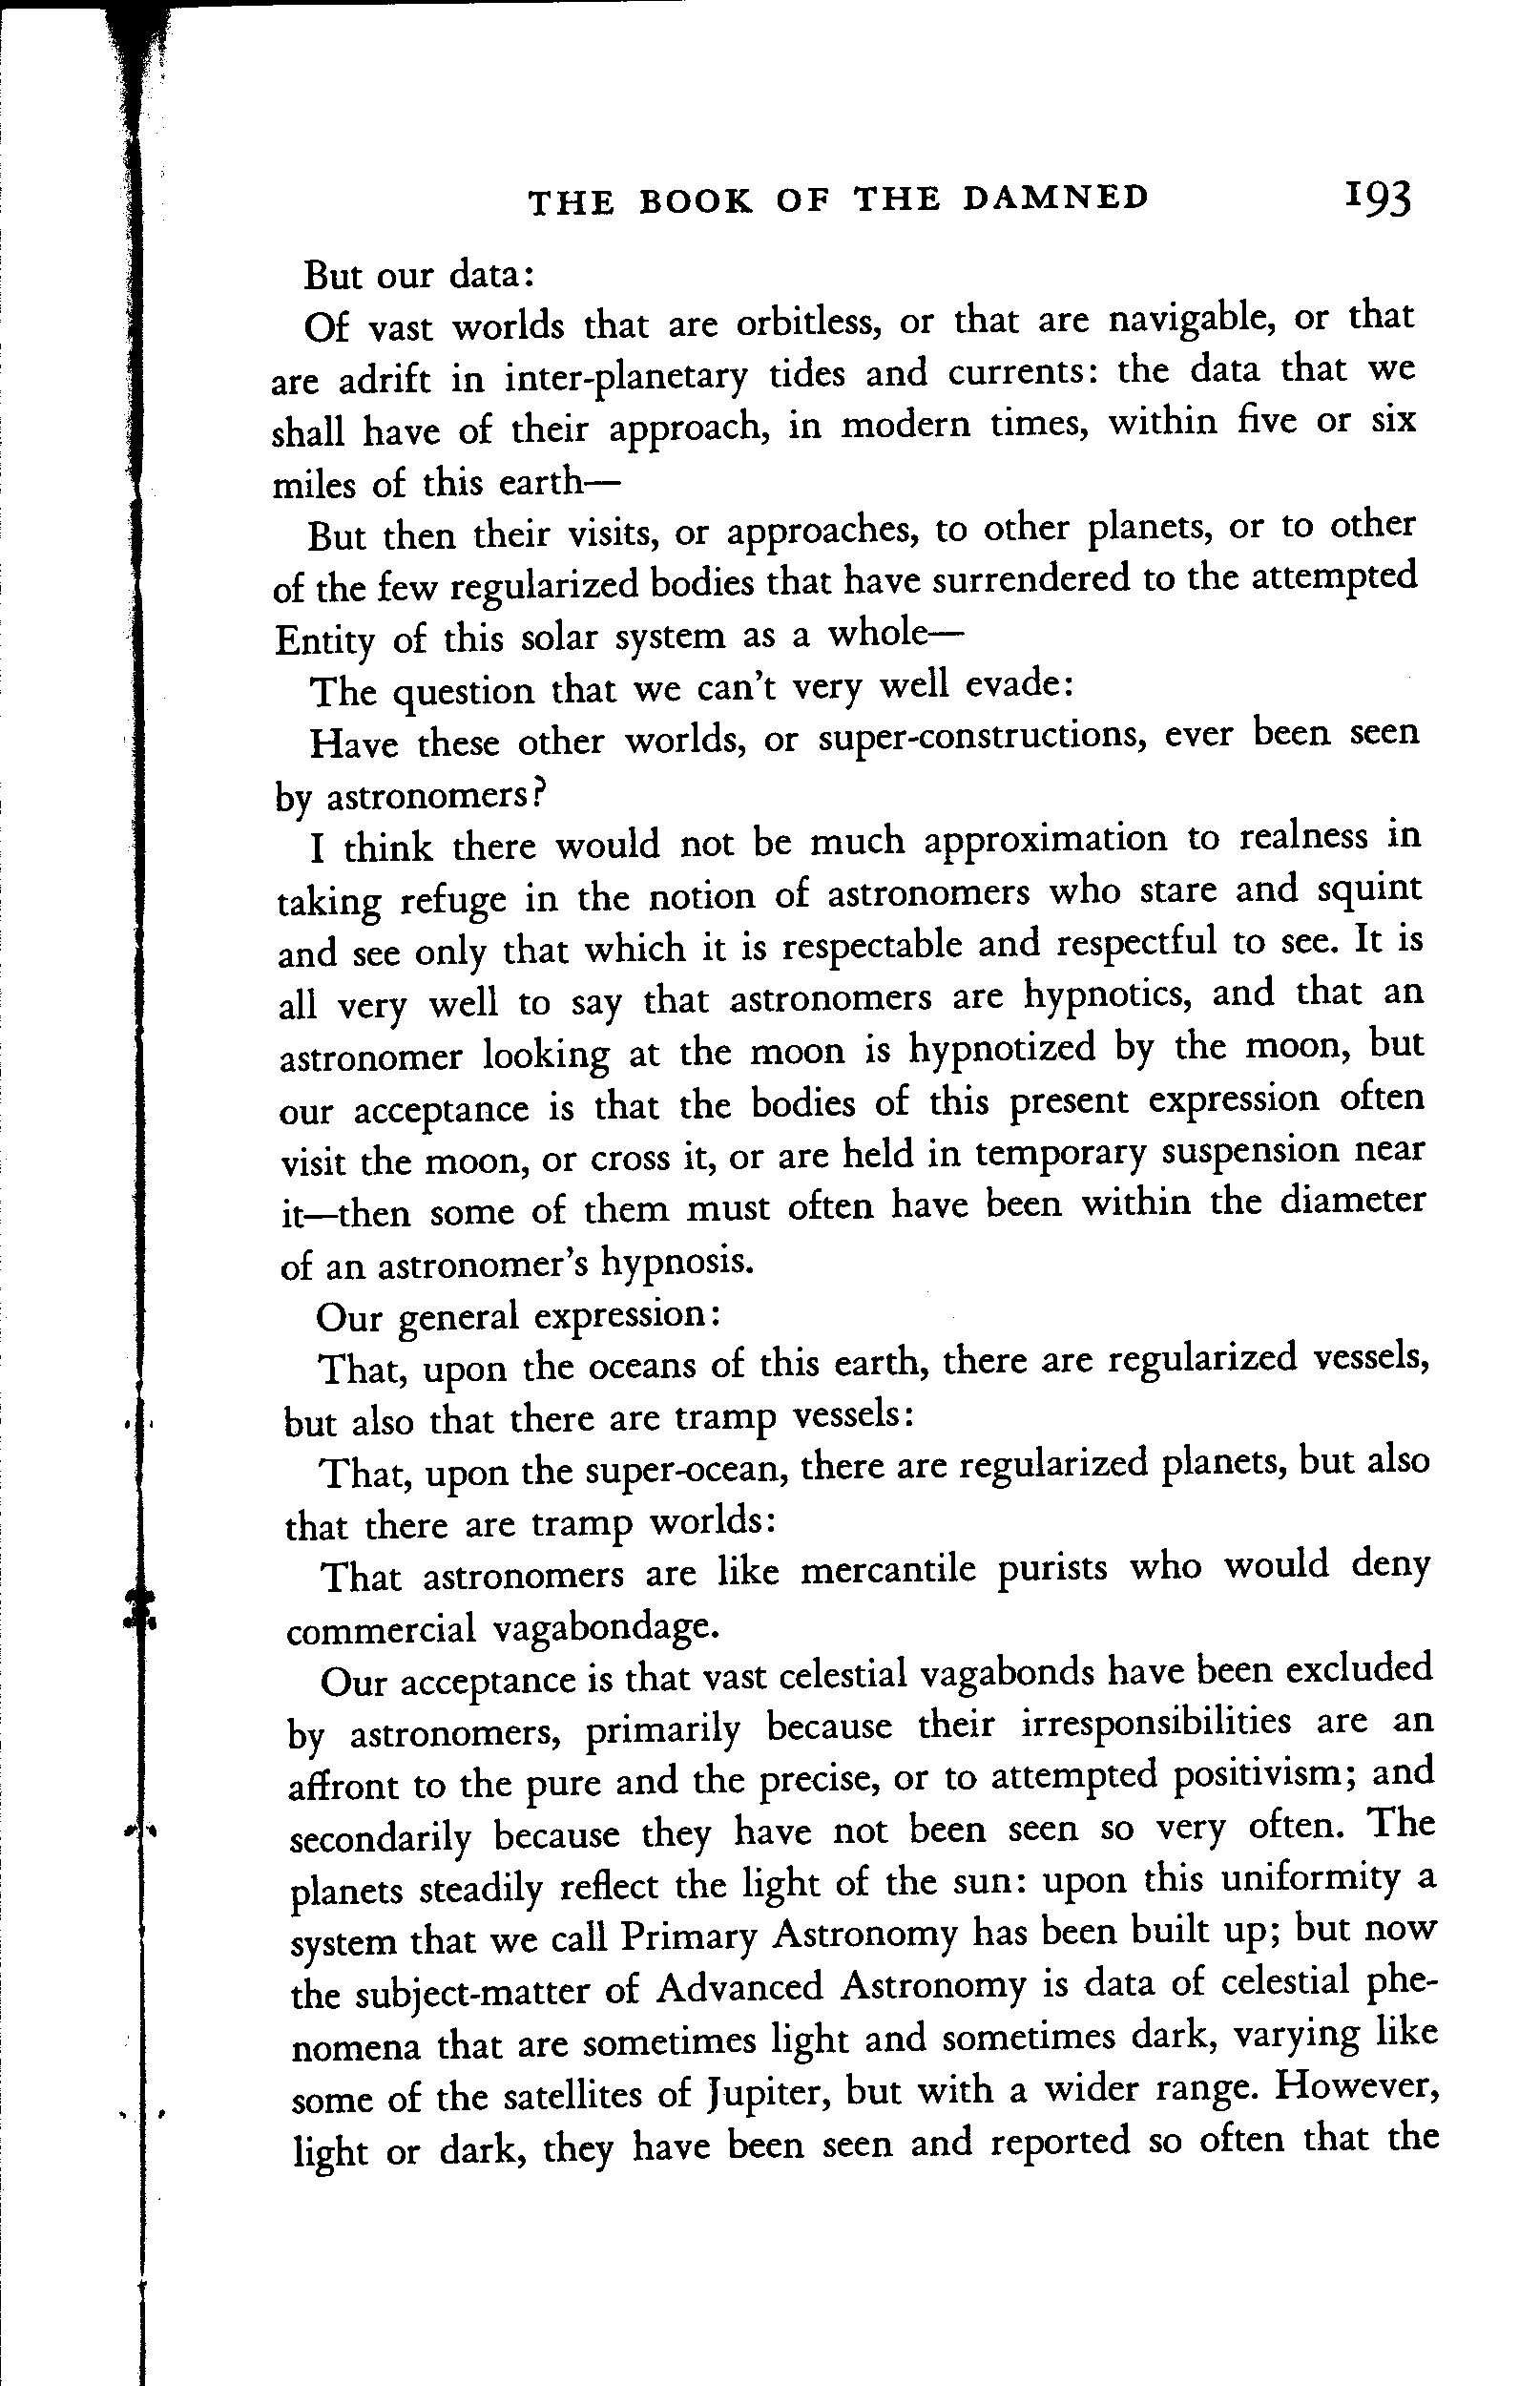 THE BOOK OF THE DAMNED 193
But our data:
Of vast worlds that are orbitless, or that are navigable, or that
are adrift in inter-planetary tides and currents: the data that we
shall have of their approach, in modern times, within five or six
miles of this earth—
But then their visits, or approaches, to other planets, or to other
of the few regularized bodies that have surrendered to the attempted
Entity of this solar system as a whole—
The question that we can't very well evade:
Have these other worlds, or super-constructions, ever been seen
by astronomers?
I think there would not be much approximation to realness in
taking refuge in the notion of astronomers who stare and squint
and see only that which it is respectable and respectful to see. It is
all very well to say that astronomers are hypnotics, and that an
astronomer looking at the moon is hypnotized by the moon, but
our acceptance is that the bodies of this present expression often
visit the moon, or cross it, or are held in temporary suspension near
it—then some of them must often have been within the diameter
of an astronomer's hypnosis.
Our general expression:
That, upon the oceans of this earth, there are regularized vessels,
but also that there are tramp vessels:
That, upon the super-ocean, there are regularized planets, but also
that there are tramp worlds:
That astronomers are like mercantile purists who would deny
commercial vagabondage.
Our acceptance is that vast celestial vagabonds have been excluded
by astronomers, primarily because their irresponsibilities are an
affront to the pure and the precise, or to attempted positivism; and
secondarily because they have not been seen so very often. The
planets steadily reflect the light of the sun: upon this uniformity a
system that we call Primary Astronomy has been built up; but now
the subject-matter of Advanced Astronomy is data of celestial phe-
nomena that are sometimes light and sometimes dark, varying like
some of the satellites of Jupiter, but with a wider range. However,
light or dark, they have been seen and reported so often that the